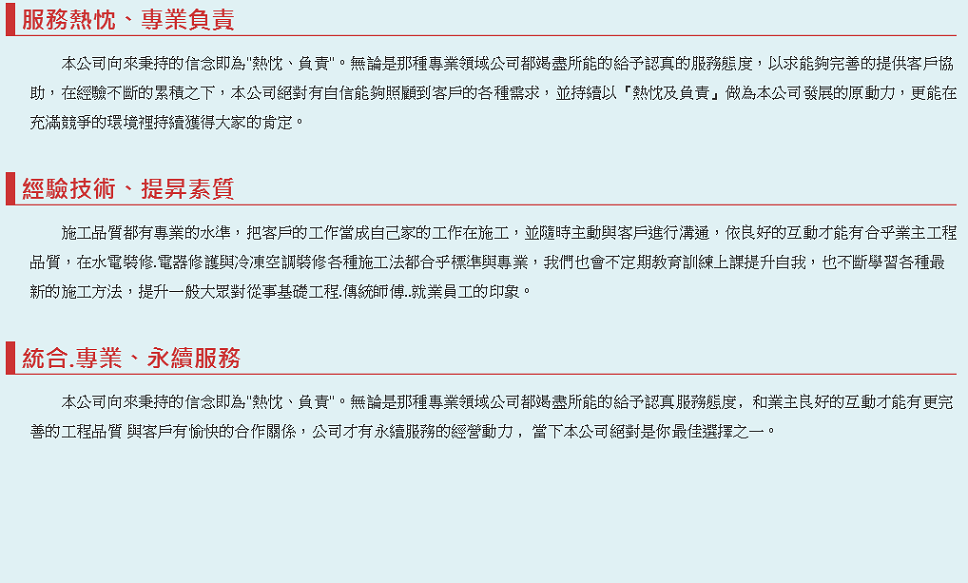 服務熱忱、專業負責
本公司向來秉持的信念即為"熱忱、負責"。無論是那種專業領域公司都竭盡所能的給予認真的服務態度，以求能夠完善的提供客戶協
助，在經驗不斷的累積之下，本公司絕對有自信能夠照顧到客戶的各種需求，並持續以『熱忱及負責』做為本公司發展的原動力，更能在
充滿競爭的環境裡持續獲得大家的肯定。
經驗技術、提昇素質
施工品質都有專業的水準，把客戶的工作當成自己家的工作在施工，並隨時主動與客戶進行溝通，依良好的互動才能有合乎業主工程
品質，在水電裝修.電器修護與冷凍空調裝修各種施工法都合乎標準與專業，我們也會不定期教育訓練上課提升自我，也不斷學習各種最
新的施工方法，提升一般大眾對從事基礎工程.傳統師傅..就業員工的印象。
統合.專業、永續服務
本公司向來秉持的信念即為"熱忱、負責"。無論是那種專業領域公司都竭盡所能的給予認真服務態度, 和業主良好的互動才能有更完
善的工程品質 與客戶有愉快的合作關係，公司才有永續服務的經營動力 , 當下本公司絕對是你最佳選擇之一。